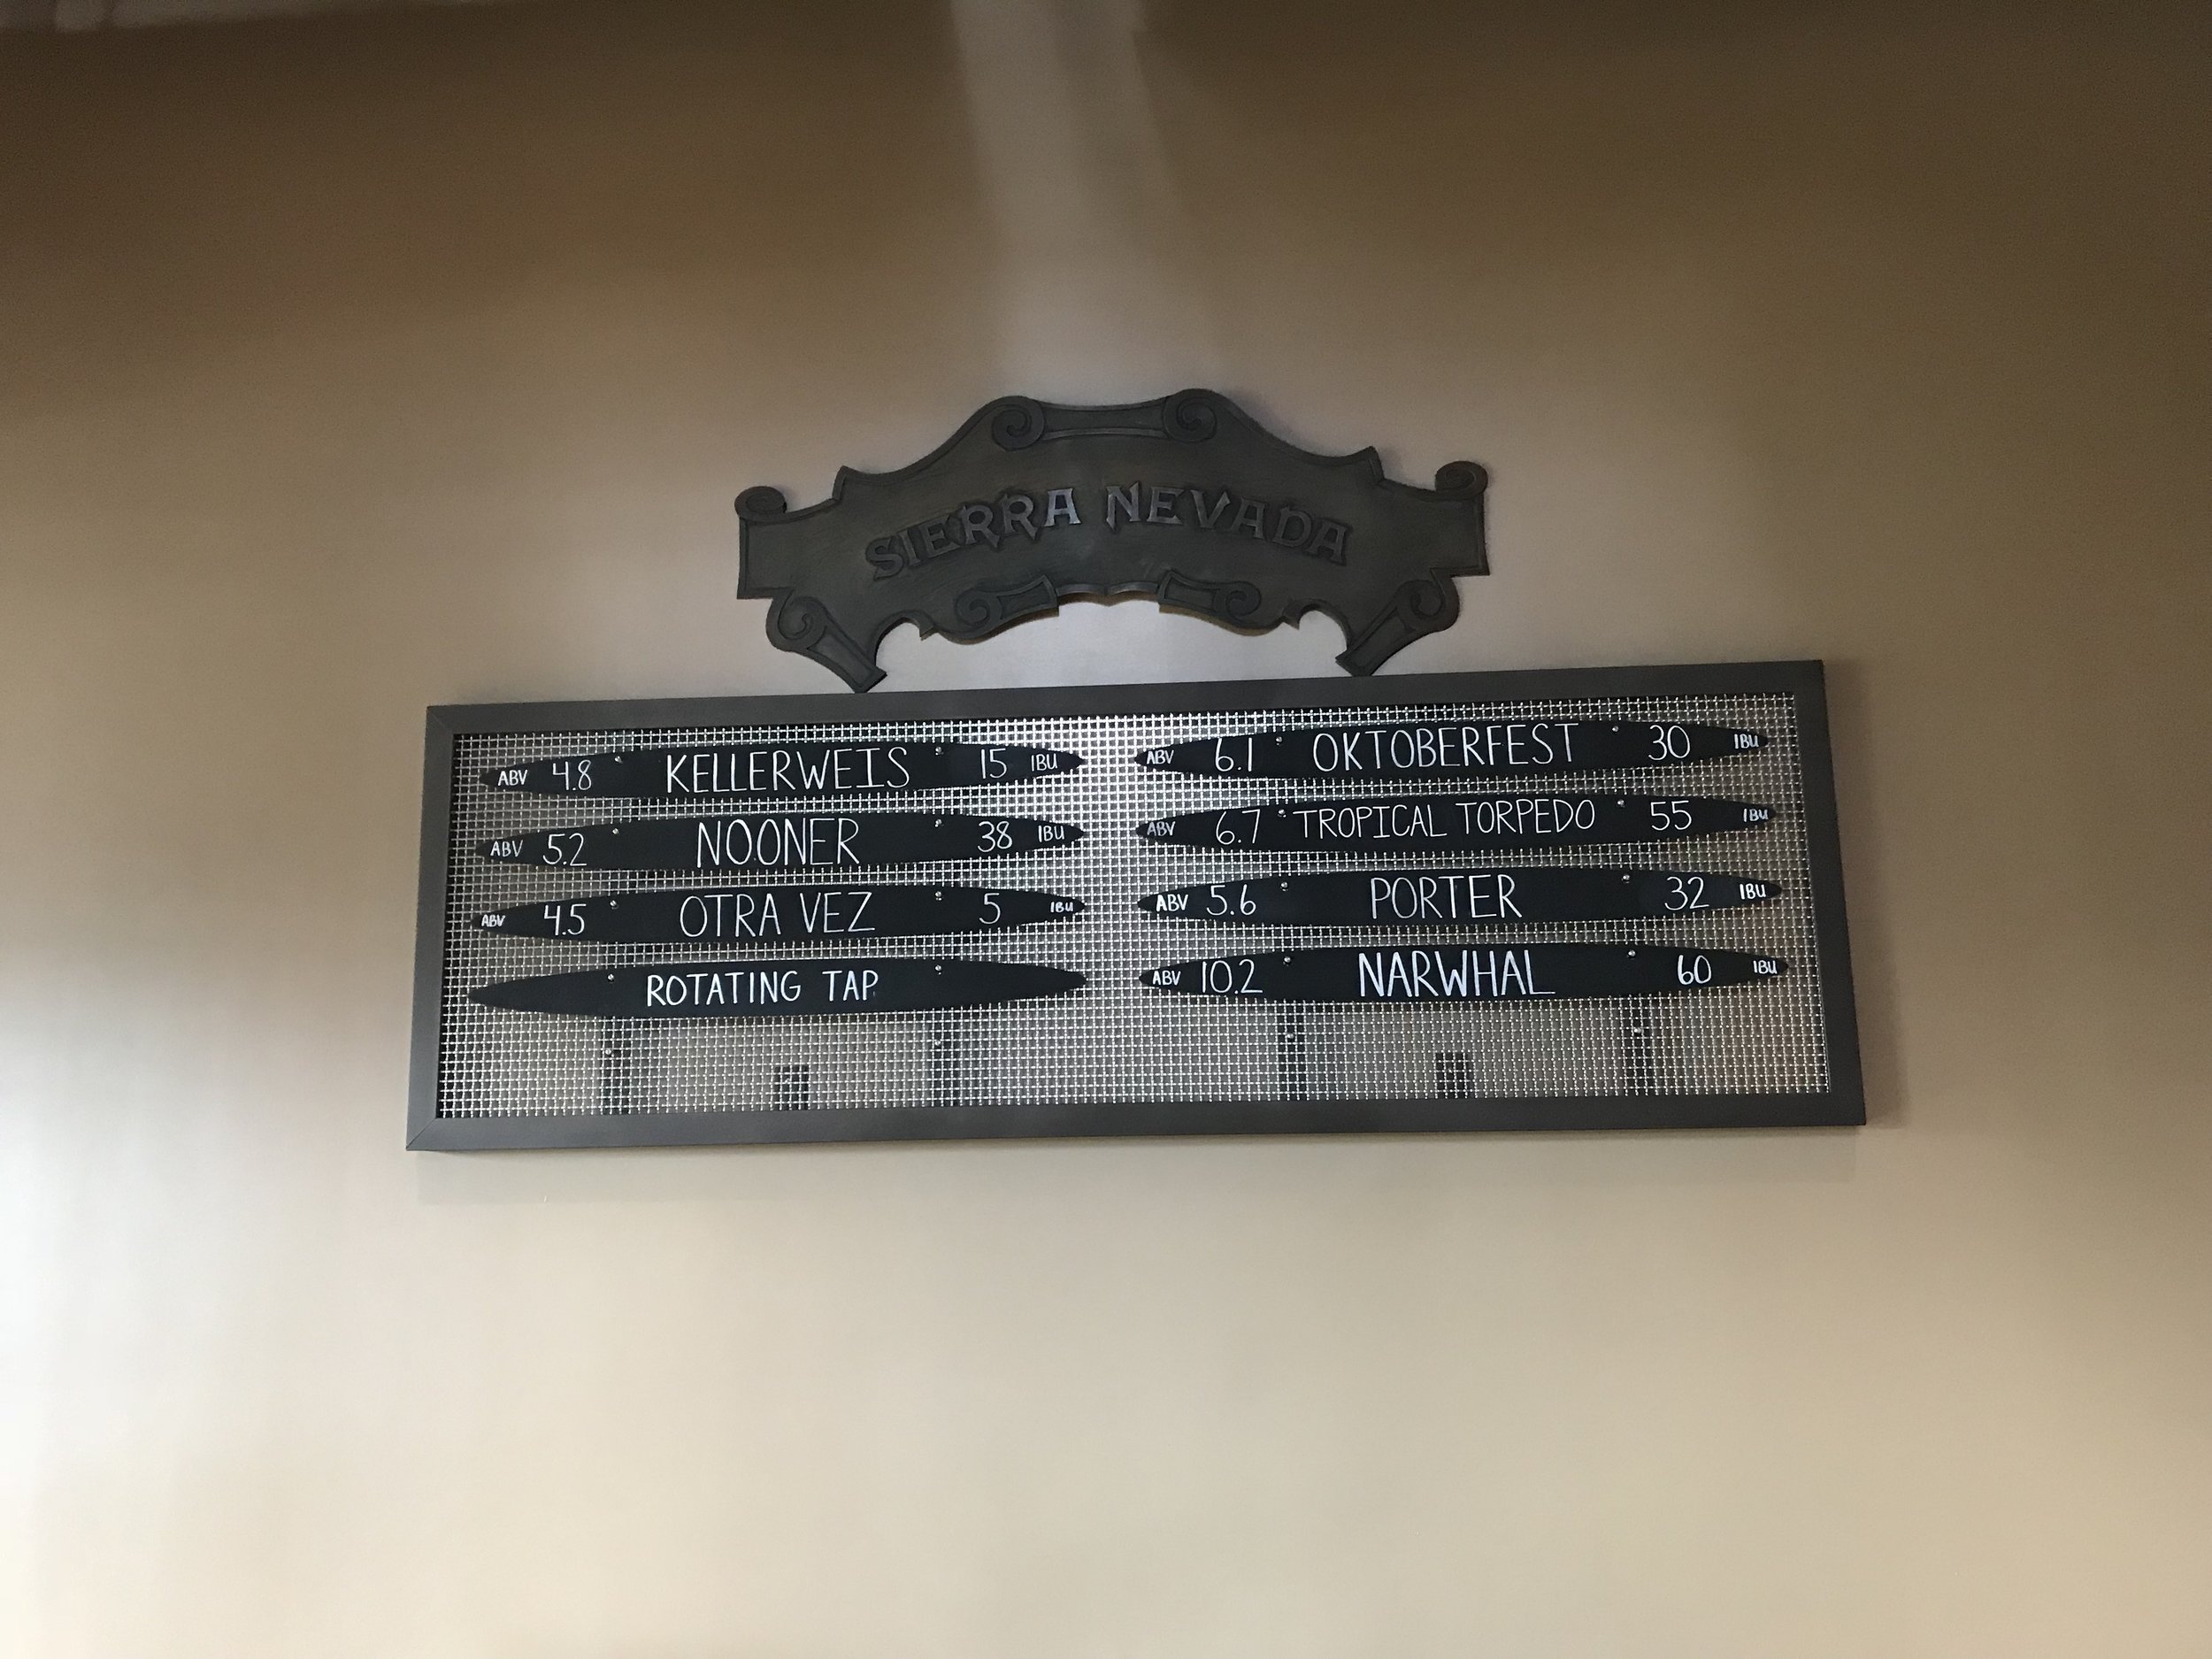 SIERRA NEVADA
ABV 4.8 KELLERWEIS 15 IBU
ABV 5.2 NOONER 38 IBU
ABV 4.5 OTRA VEZ 5 IBU
ROTATING TAP
ABV 6.1 OKTOBERFEST 30 IBU
ABV 6.7 TROPICAL TORPEDO 55 IBU
ABV 5.6 PORTER 32 IBU
ABV 10.2 NARWHAL 60 IBU